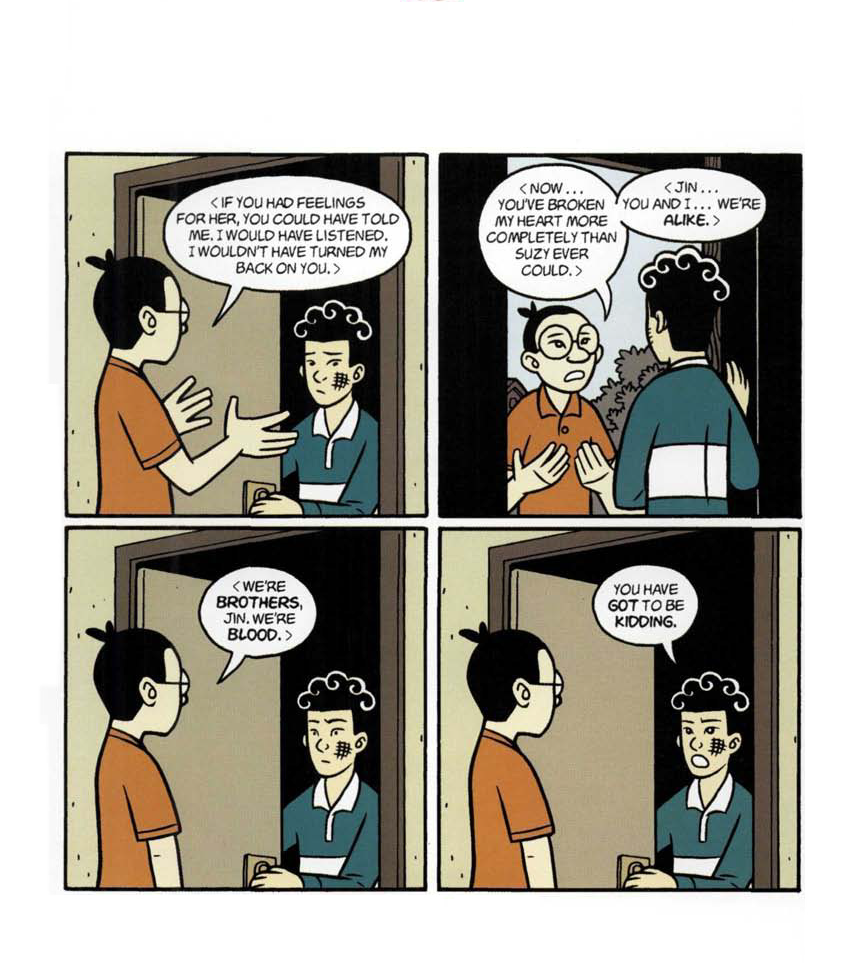 < IF YOU HAD FEELINGS
FOR HER, YOU COULD HAVE TOLD
ME. I WOULD HAVE LISTENED.
I WOULDN'T HAVE TURNED MY
BACK ON YOU. >
< NOW ...
YOU'VE BROKEN
MY HEART MORE
COMPLETELY THAN
SUZY EVER
COULD. >
< JIN ...
YOU AND I ... WE'RE
ALIKE. >
< WE'RE
BROTHERS,
JIN. WE'RE
BLOOD. >
YOU HAVE
GOT TO BE
KIDDING.